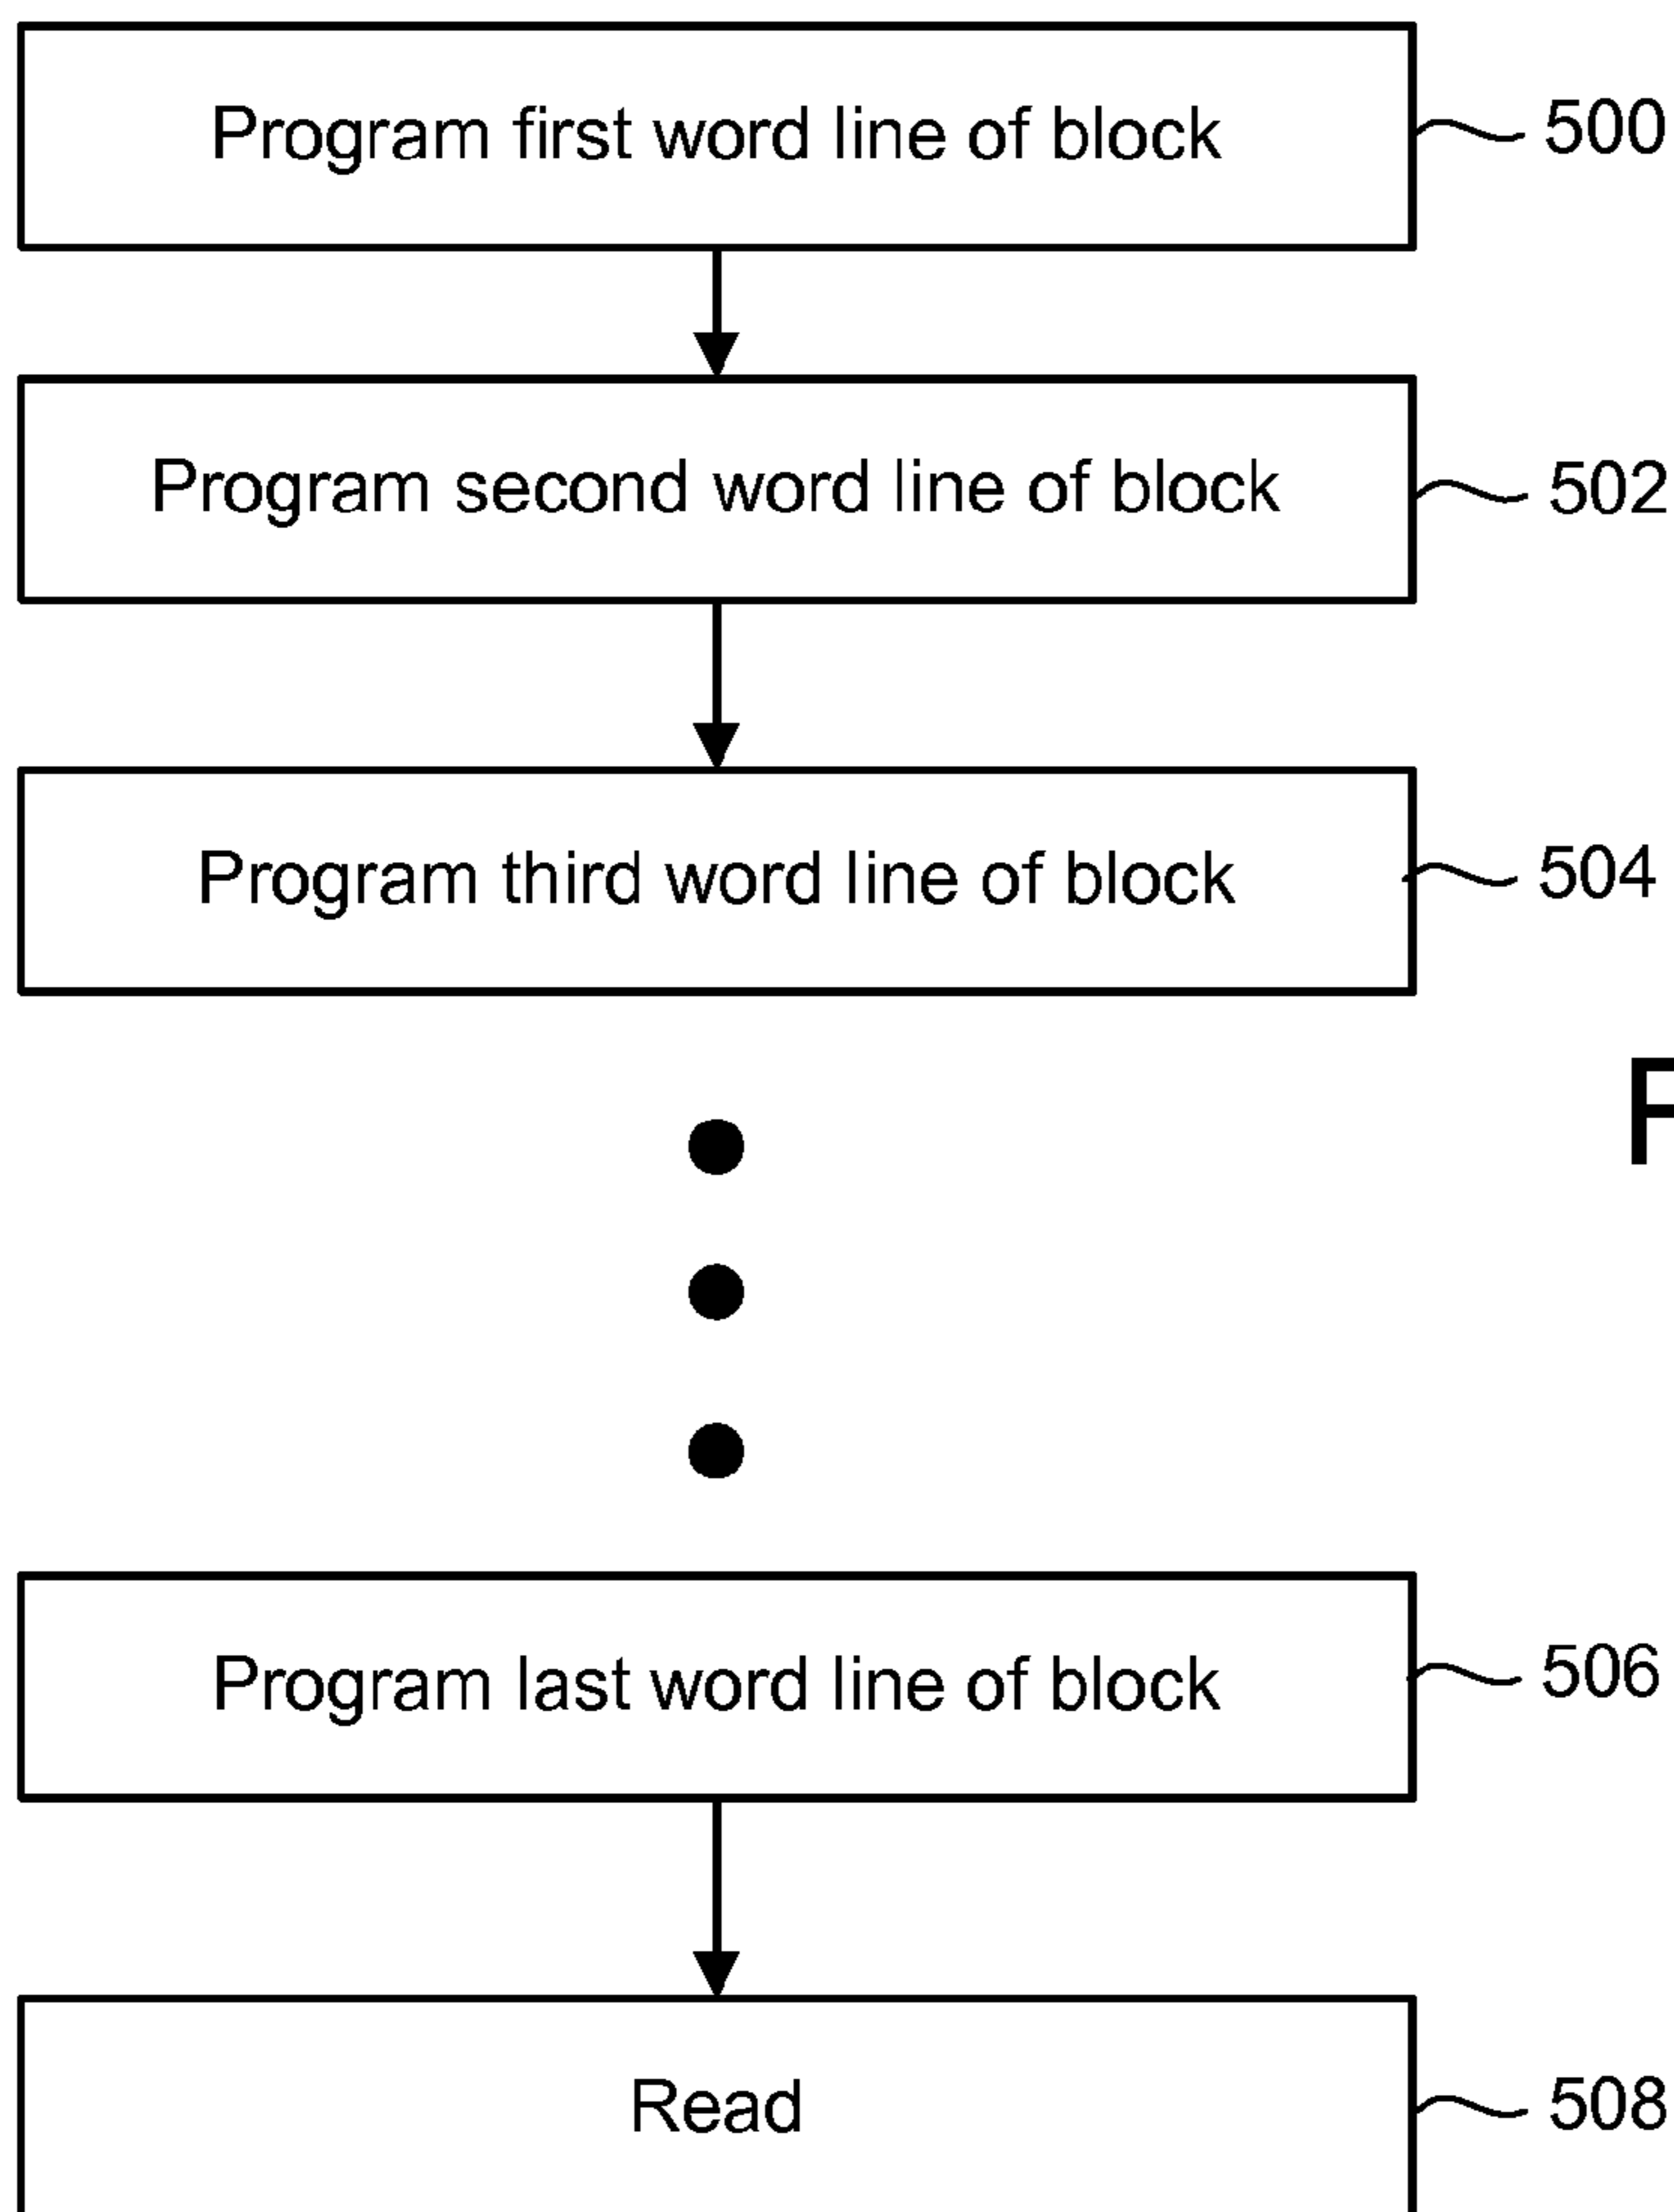 Program first word line of block 500
Program second word line of block 502
Program third word line of block 504
Program last word line of block 506
Read 508